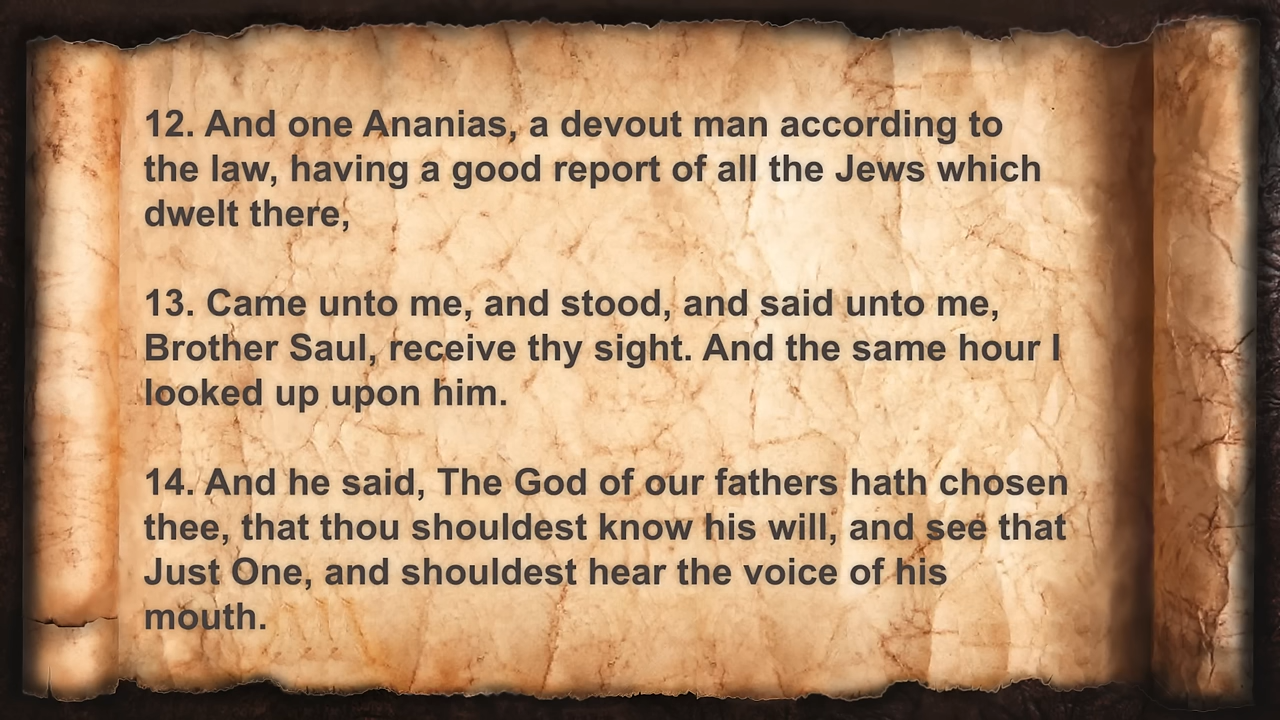 12. And one Ananias, a devout man according to
the law, having a good report of all the Jews which
dwelt there,
13. Came unto me, and stood, and said unto me,
Brother Saul, receive thy sight. And the same hour I
looked up upon him.
14. And he said, The God of our fathers hath chosen
thee, that thou shouldest know his will, and see that
Just One, and shouldest hear the voice of his
mouth.